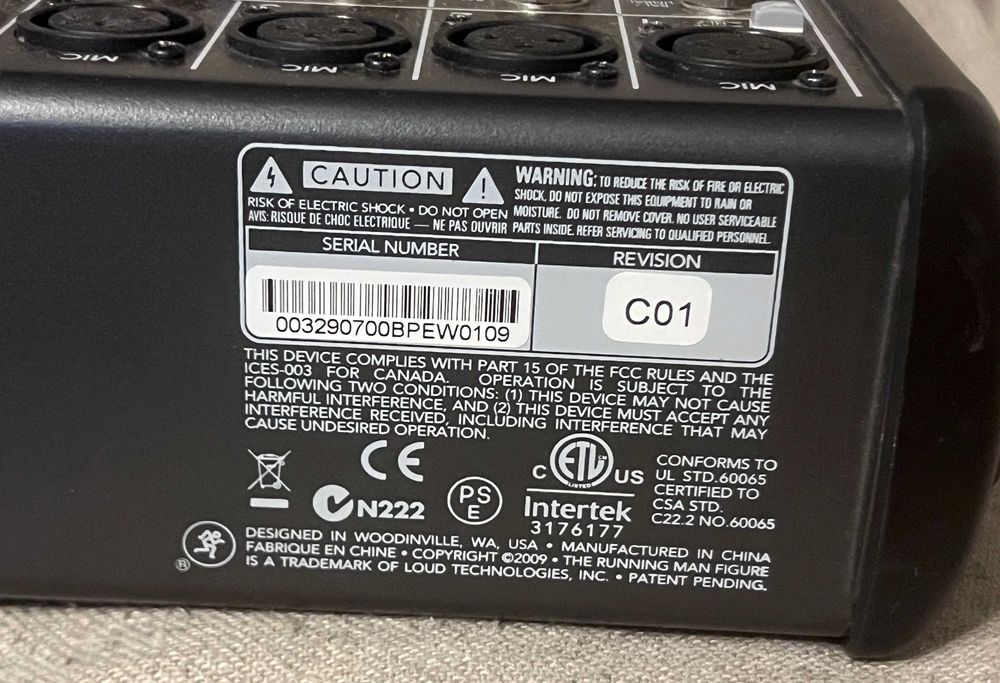 MIC MIC MIC MIC
CAUTION
RISK OF ELECTRIC SHOCK • DO NOT OPEN
AVIS: RISQUE DE CHOC ELECTRIQUE — NE PAS OUVRIR
WARNING: TO REDUCE THE RISK OF FIRE OR ELECTRIC
SHOCK, DO NOT EXPOSE THIS EQUIPMENT TO RAIN OR
MOISTURE. DO NOT REMOVE COVER. NO USER SERVICEABLE
PARTS INSIDE. REFER SERVICING TO QUALIFIED PERSONNEL.
SERIAL NUMBER
003290700BPEW0109
REVISION
C01
THIS DEVICE COMPLIES WITH PART 15 OF THE FCC RULES AND THE
ICES-003 FOR CANADA. OPERATION IS SUBJECT TO THE
FOLLOWING TWO CONDITIONS: (1) THIS DEVICE MAY NOT CAUSE
HARMFUL INTERFERENCE, AND (2) THIS DEVICE MUST ACCEPT ANY
INTERFERENCE RECEIVED, INCLUDING INTERFERENCE THAT MAY
CAUSE UNDESIRED OPERATION.
CE
N222
PS
E
C ETL US
LISTED
Intertek
3176177
CONFORMS TO
UL STD.60065
CERTIFIED TO
CSA STD.
C22.2 NO.60065
®
DESIGNED IN WOODINVILLE, WA, USA • MANUFACTURED IN CHINA
FABRIQUE EN CHINE • COPYRIGHT ©2009 • THE RUNNING MAN FIGURE
IS A TRADEMARK OF LOUD TECHNOLOGIES, INC. • PATENT PENDING.